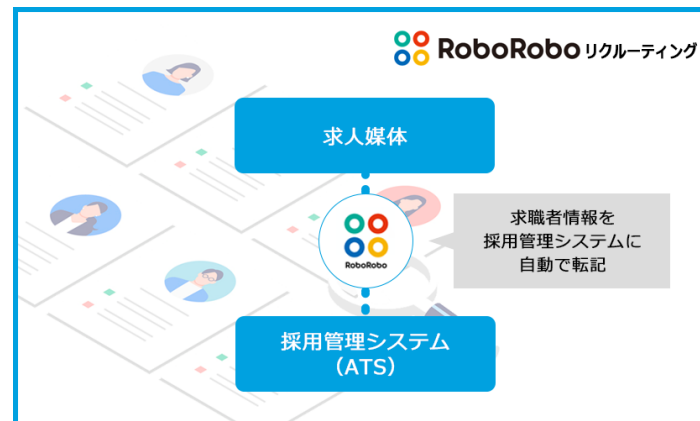 RoboRobo リクルーティング
求人媒体
RoboRobo
求職者情報を
採用管理システムに
自動で転記
採用管理システム
（ATS）